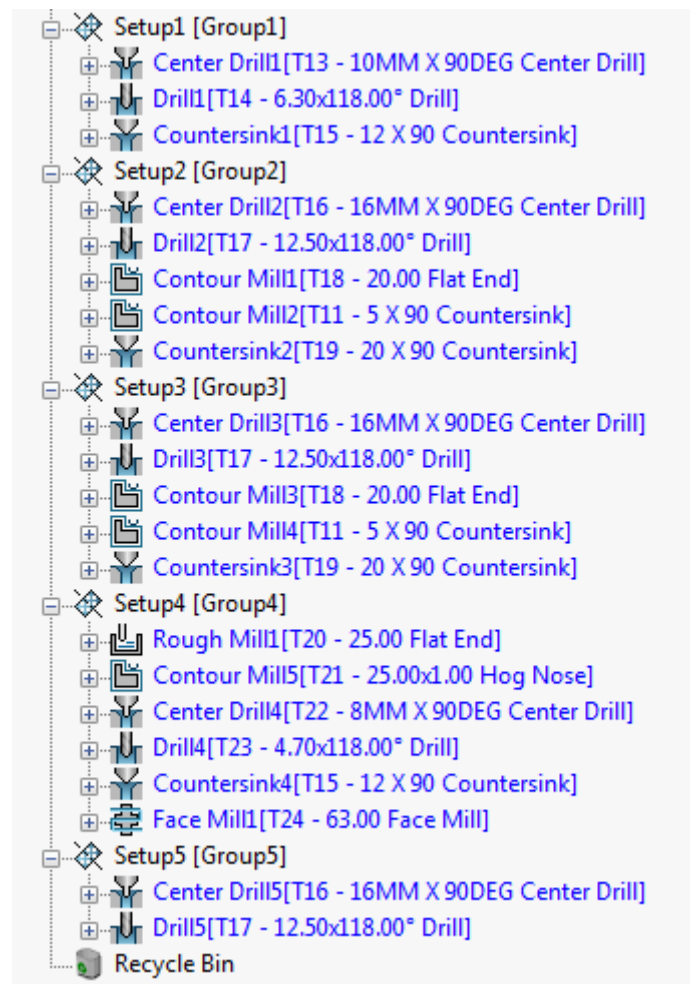 Setup1 [Group1]
Center Drill1[T13 - 10MM X 90DEG Center Drill]
Drill1[T14 - 6.30x118.00° Drill]
Countersink1[T15 - 12 X 90 Countersink]
Setup2 [Group2]
Center Drill2[T16 - 16MM X 90DEG Center Drill]
Drill2[T17 - 12.50x118.00° Drill]
Contour Mill1[T18 - 20.00 Flat End]
Contour Mill2[T11 - 5 X 90 Countersink]
Countersink2[T19 - 20 X 90 Countersink]
Setup3 [Group3]
Center Drill3[T16 - 16MM X 90DEG Center Drill]
Drill3[T17 - 12.50x118.00° Drill]
Contour Mill3[T18 - 20.00 Flat End]
Contour Mill4[T11 - 5 X 90 Countersink]
Countersink3[T19 - 20 X 90 Countersink]
Setup4 [Group4]
Rough Mill1[T20 - 25.00 Flat End]
Contour Mill5[T21 - 25.00x1.00 Hog Nose]
Center Drill4[T22 - 8MM X 90DEG Center Drill]
Drill4[T23 - 4.70x118.00° Drill]
Countersink4[T15 - 12 X 90 Countersink]
Face Mill1[T24 - 63.00 Face Mill]
Setup5 [Group5]
Center Drill5[T16 - 16MM X 90DEG Center Drill]
Drill5[T17 - 12.50x118.00° Drill]
Recycle Bin